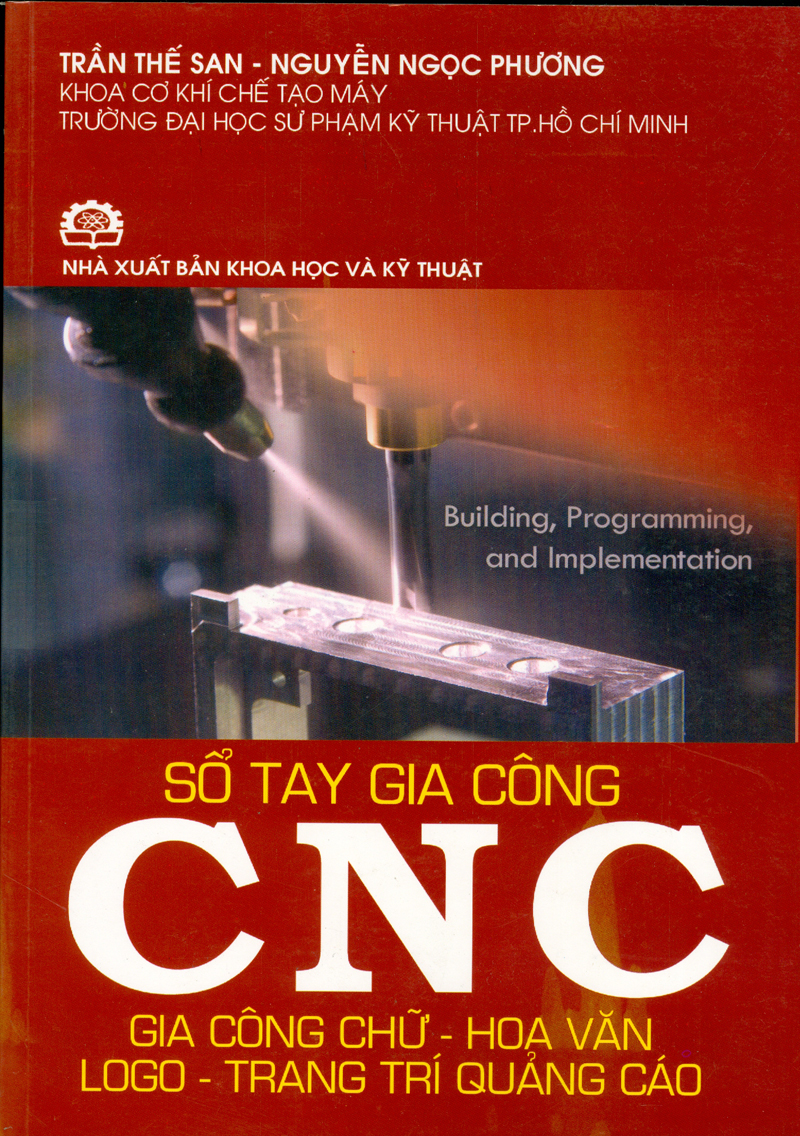 TRẦN THẾ SAN - NGUYỄN NGỌC PHƯƠNG
KHOA CƠ KHÍ CHẾ TẠO MÁY
TRƯỜNG ĐẠI HỌC SƯ PHẠM KỸ THUẬT TP.HỒ CHÍ MINH
NHÀ XUẤT BẢN KHOA HỌC VÀ KỸ THUẬT
Building, Programming,
and Implementation
SỔ TAY GIA CÔNG
CNC
GIA CÔNG CHỮ - HOA VĂN
LOGO - TRANG TRÍ QUẢNG CÁO